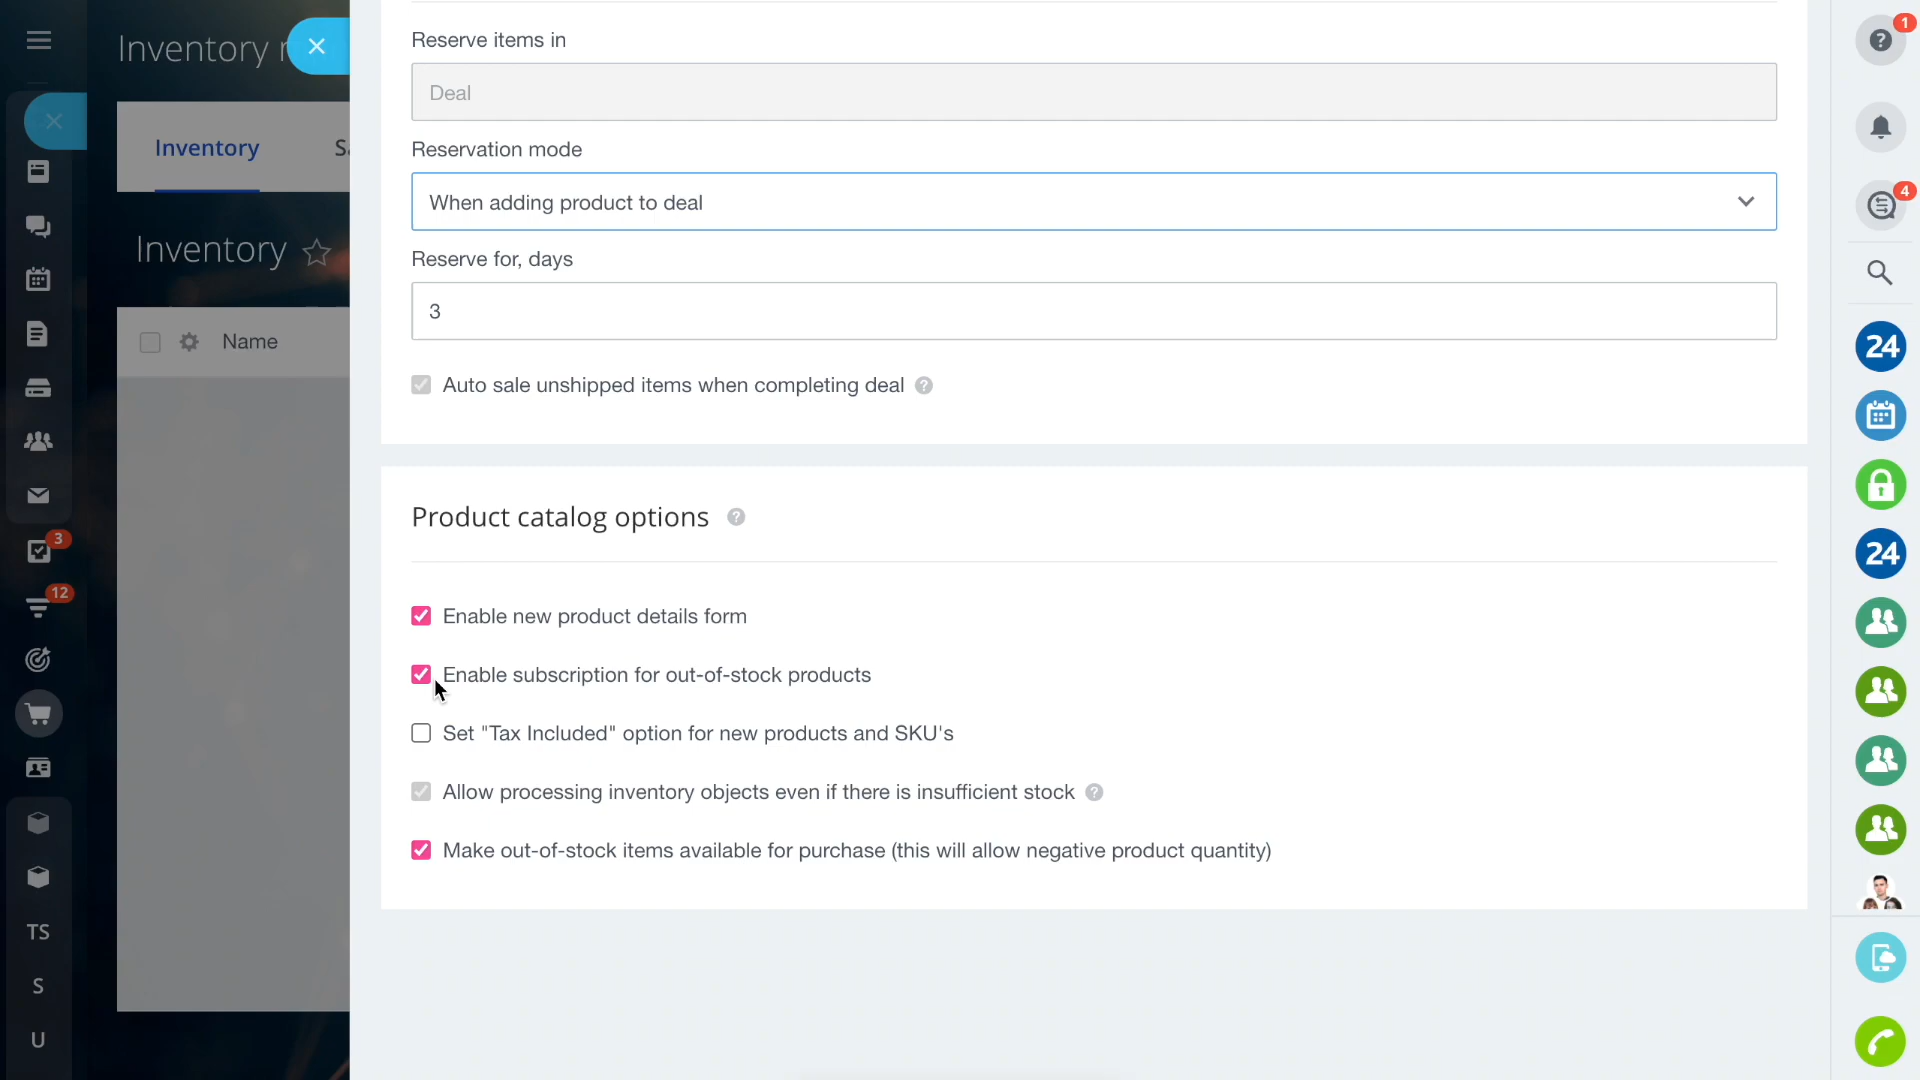 Inventory
Inventory
Inventory
Name
3
12
TS
S
U
Reserve items in
Deal
Reservation mode
When adding product to deal
Reserve for, days
3
Auto sale unshipped items when completing deal ?
Product catalog options ?
Enable new product details form
Enable subscription for out-of-stock products
Set "Tax Included" option for new products and SKU's
Allow processing inventory objects even if there is insufficient stock ?
Make out-of-stock items available for purchase (this will allow negative product quantity)
? 1
4
24
24